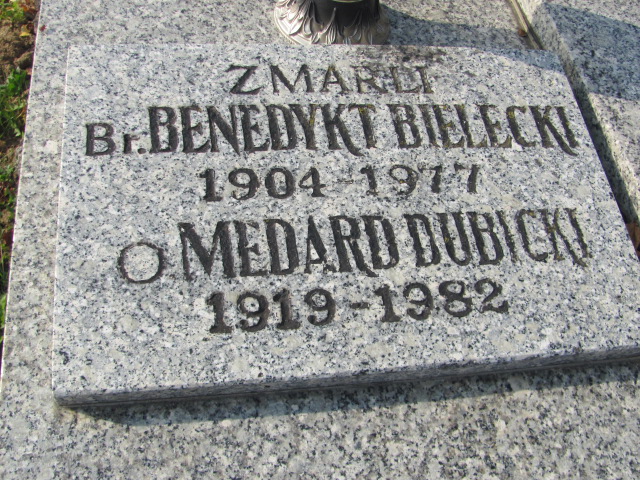 ZMARLI
Br. BENEDYKT BIELECKI
1904-1977
O MEDARD DUBICKI
1919-1982